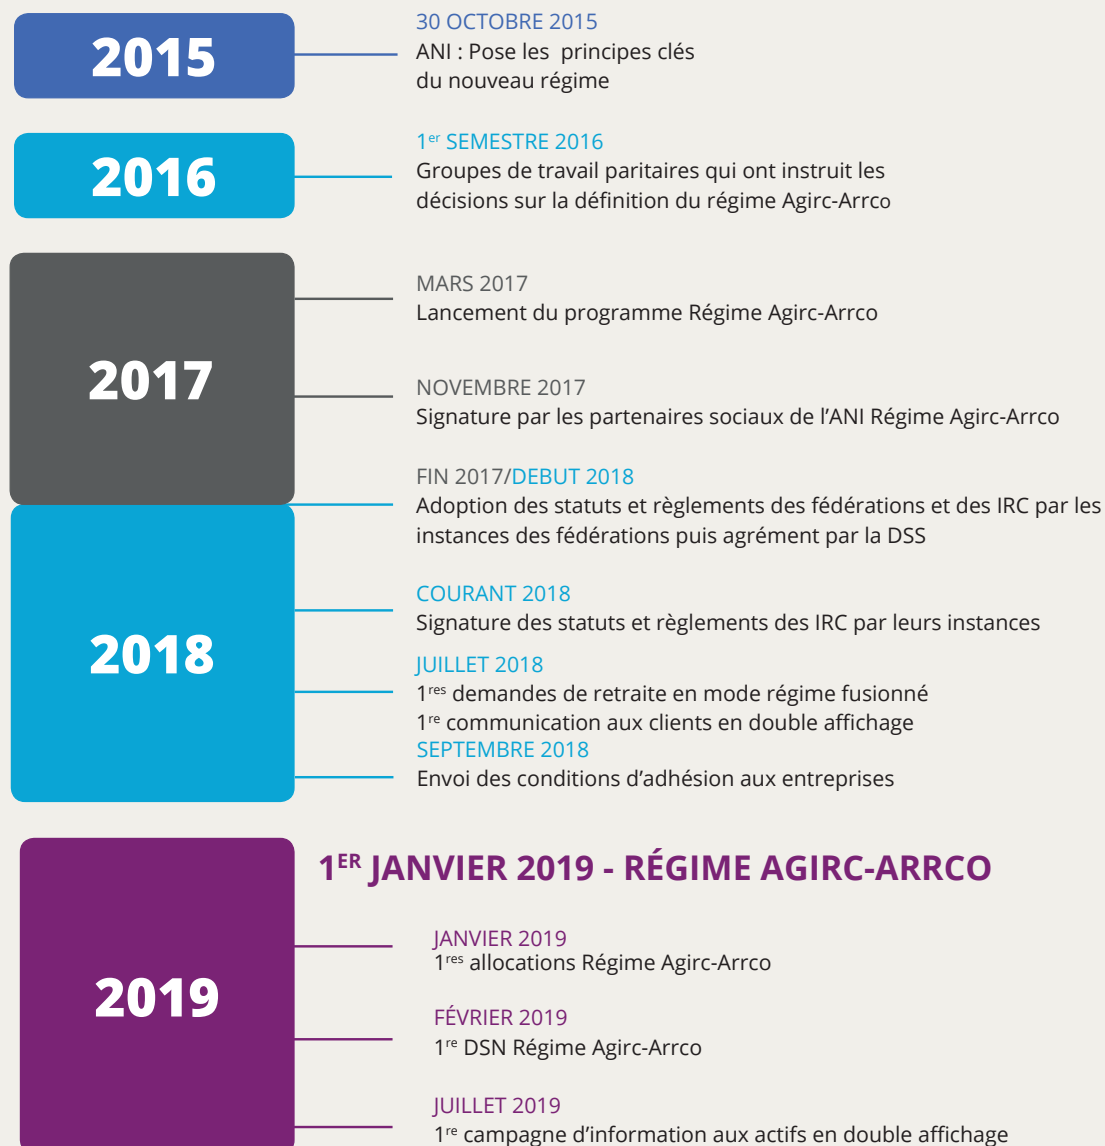 2015
30 OCTOBRE 2015
ANI : Pose les principes clés
du nouveau régime
2016
1er SEMESTRE 2016
Groupes de travail paritaires qui ont instruit les
décisions sur la définition du régime Agirc-Arrco
2017
MARS 2017
Lancement du programme Régime Agirc-Arrco
NOVEMBRE 2017
Signature par les partenaires sociaux de l’ANI Régime Agirc-Arrco
FIN 2017/DEBUT 2018
Adoption des statuts et règlements des fédérations et des IRC par les
instances des fédérations puis agrément par la DSS
2018
COURANT 2018
Signature des statuts et règlements des IRC par leurs instances
JUILLET 2018
1res demandes de retraite en mode régime fusionné
1re communication aux clients en double affichage
SEPTEMBRE 2018
Envoi des conditions d’adhésion aux entreprises
1ER JANVIER 2019 - RÉGIME AGIRC-ARRCO
2019
JANVIER 2019
1res allocations Régime Agirc-Arrco
FÉVRIER 2019
1re DSN Régime Agirc-Arrco
JUILLET 2019
1re campagne d’information aux actifs en double affichage